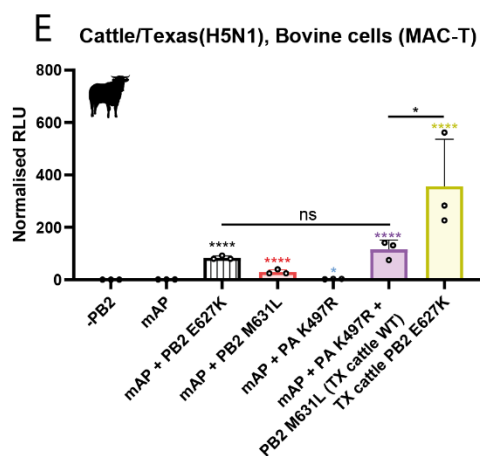 E Cattle/Texas(H5N1), Bovine cells (MAC-T)
Normalised RLU
800
600
400
200
0
*
ns
****
****
*
****
****
-PB2
mAP
mAP + PB2 E627K
mAP + PB2 M631L
mAP + PA K497R
mAP + PA K497R +
PB2 M631L (TX cattle WT)
TX cattle PB2 E627K